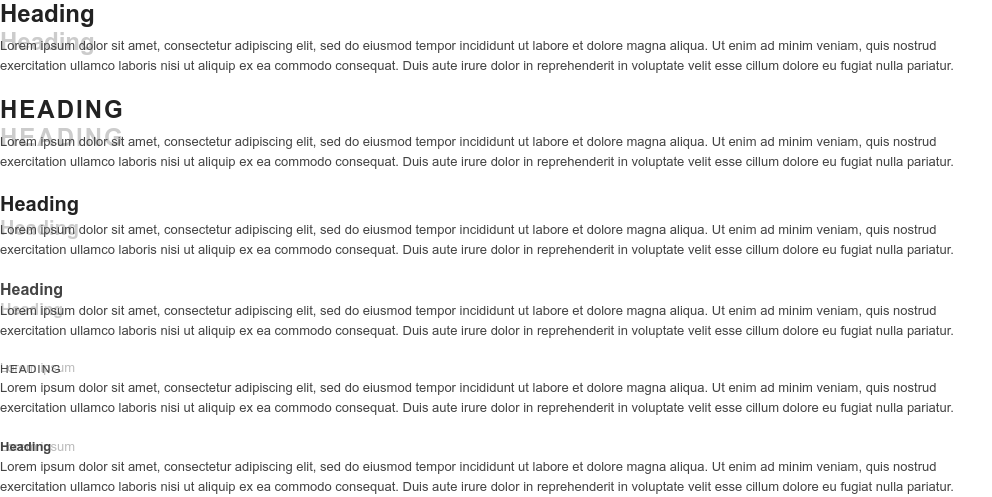 Heading
Heading
Lorem ipsum dolor sit amet, consectetur adipiscing elit, sed do eiusmod tempor incididunt ut labore et dolore magna aliqua. Ut enim ad minim veniam, quis nostrud
exercitation ullamco laboris nisi ut aliquip ex ea commodo consequat. Duis aute irure dolor in reprehenderit in voluptate velit esse cillum dolore eu fugiat nulla pariatur.
HEADING
HEADING
Lorem ipsum dolor sit amet, consectetur adipiscing elit, sed do eiusmod tempor incididunt ut labore et dolore magna aliqua. Ut enim ad minim veniam, quis nostrud
exercitation ullamco laboris nisi ut aliquip ex ea commodo consequat. Duis aute irure dolor in reprehenderit in voluptate velit esse cillum dolore eu fugiat nulla pariatur.
Heading
Heading
Lorem ipsum dolor sit amet, consectetur adipiscing elit, sed do eiusmod tempor incididunt ut labore et dolore magna aliqua. Ut enim ad minim veniam, quis nostrud
exercitation ullamco laboris nisi ut aliquip ex ea commodo consequat. Duis aute irure dolor in reprehenderit in voluptate velit esse cillum dolore eu fugiat nulla pariatur.
Heading
Heading
Lorem ipsum dolor sit amet, consectetur adipiscing elit, sed do eiusmod tempor incididunt ut labore et dolore magna aliqua. Ut enim ad minim veniam, quis nostrud
exercitation ullamco laboris nisi ut aliquip ex ea commodo consequat. Duis aute irure dolor in reprehenderit in voluptate velit esse cillum dolore eu fugiat nulla pariatur.
HEADING
Lorem ipsum dolor sit amet, consectetur adipiscing elit, sed do eiusmod tempor incididunt ut labore et dolore magna aliqua. Ut enim ad minim veniam, quis nostrud
exercitation ullamco laboris nisi ut aliquip ex ea commodo consequat. Duis aute irure dolor in reprehenderit in voluptate velit esse cillum dolore eu fugiat nulla pariatur.
Heading
Lorem ipsum dolor sit amet, consectetur adipiscing elit, sed do eiusmod tempor incididunt ut labore et dolore magna aliqua. Ut enim ad minim veniam, quis nostrud
exercitation ullamco laboris nisi ut aliquip ex ea commodo consequat. Duis aute irure dolor in reprehenderit in voluptate velit esse cillum dolore eu fugiat nulla pariatur.